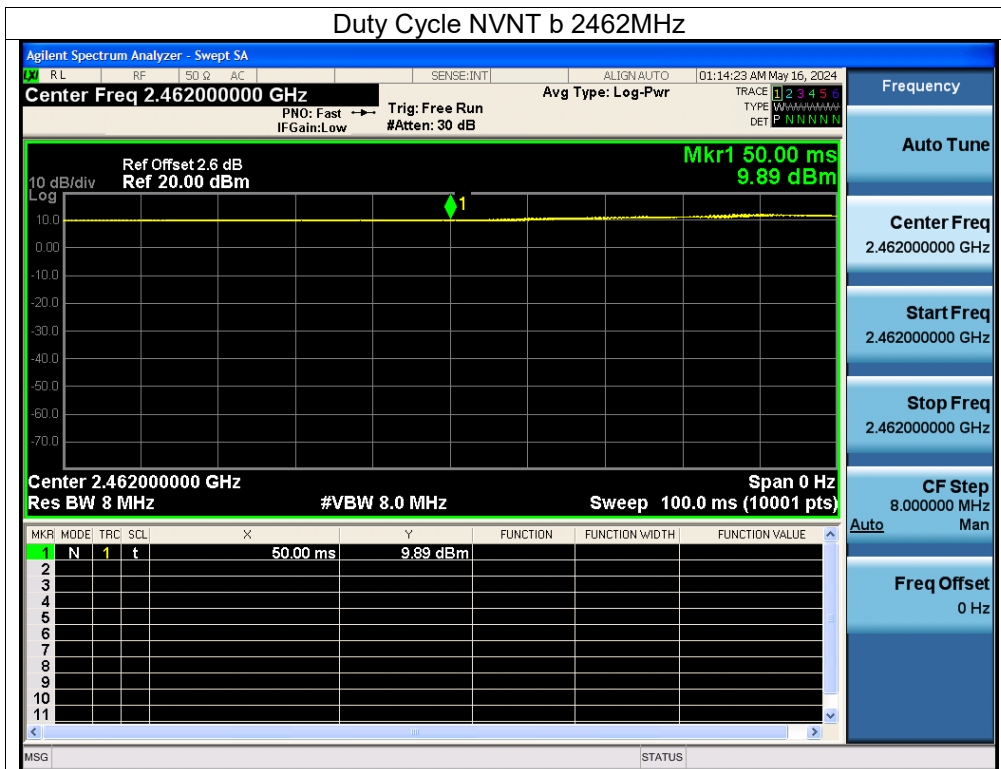 Duty Cycle NVNT b 2462MHz
Agilent Spectrum Analyzer - Swept SA
LXI RL RF 50 Ω AC SENSE:INT ALIGN AUTO 01:14:23 AM May 16, 2024
Center Freq 2.462000000 GHz Avg Type: Log-Pwr TRACE 1 2 3 4 5 6
PNO: Fast Trig: Free Run TYPE WWWWWW
IFGain:Low #Atten: 30 dB DET P N N N N N
Mkr1 50.00 ms
9.89 dBm
Ref Offset 2.6 dB
10 dB/div Ref 20.00 dBm
Log
1
10.0
0.00
-10.0
-20.0
-30.0
-40.0
-50.0
-60.0
-70.0
Center 2.462000000 GHz Span 0 Hz
Res BW 8 MHz #VBW 8.0 MHz Sweep 100.0 ms (10001 pts)
MKR MODE TRC SCL X Y FUNCTION FUNCTION WIDTH FUNCTION VALUE
1 N 1 t 50.00 ms 9.89 dBm
2
3
4
5
6
7
8
9
10
11
MSG STATUS
Frequency
Auto Tune
Center Freq
2.462000000 GHz
Start Freq
2.462000000 GHz
Stop Freq
2.462000000 GHz
CF Step
8.000000 MHz
Auto Man
Freq Offset
0 Hz